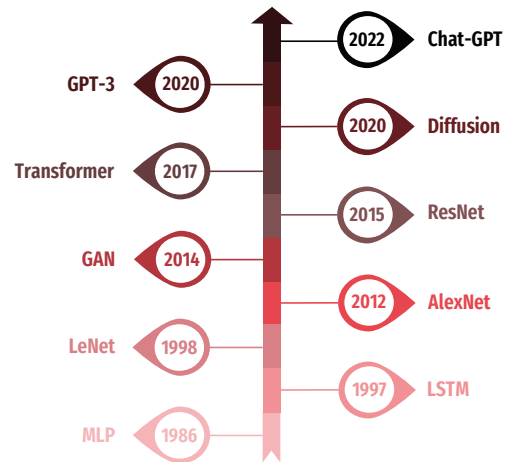 2022 Chat-GPT
GPT-3 2020
2020 Diffusion
Transformer 2017
2015 ResNet
GAN 2014
2012 AlexNet
LeNet 1998
1997 LSTM
MLP 1986